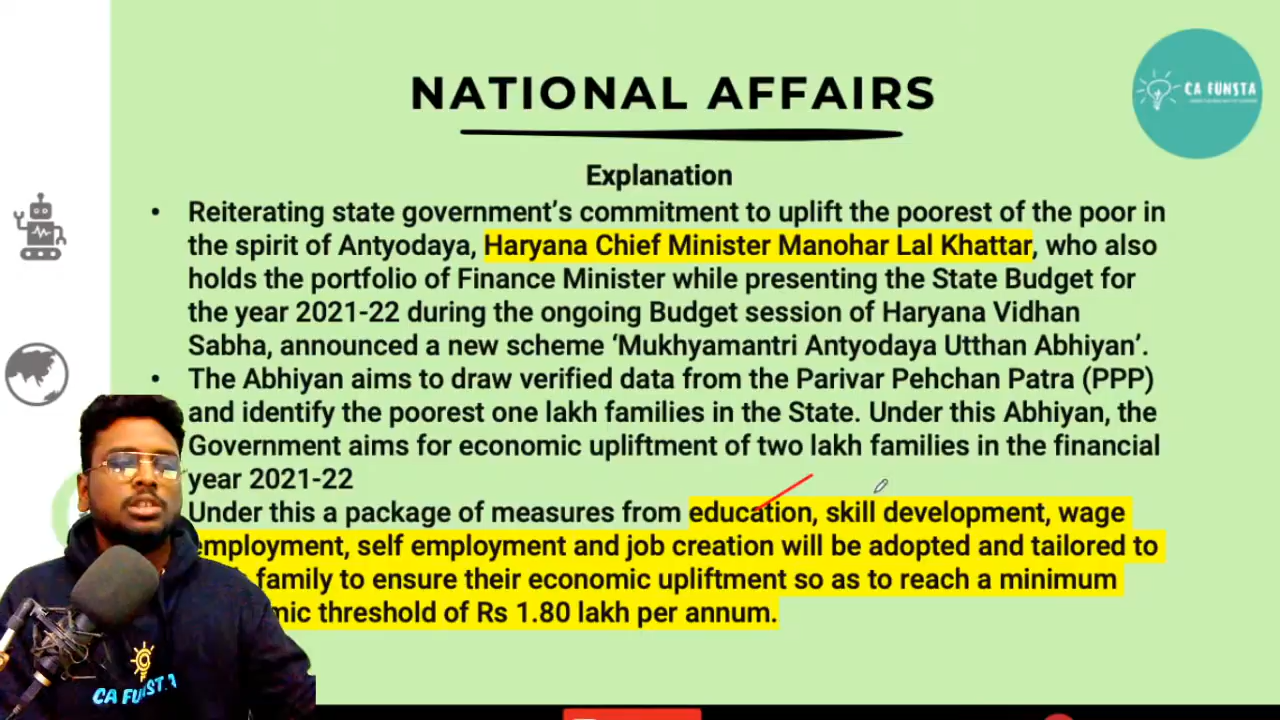 NATIONAL AFFAIRS
CA FUNSTA
Explanation
• Reiterating state government's commitment to uplift the poorest of the poor in
the spirit of Antyodaya, Haryana Chief Minister Manohar Lal Khattar, who also
holds the portfolio of Finance Minister while presenting the State Budget for
the year 2021-22 during the ongoing Budget session of Haryana Vidhan
Sabha, announced a new scheme ‘Mukhyamantri Antyodaya Utthan Abhiyan’.
• The Abhiyan aims to draw verified data from the Parivar Pehchan Patra (PPP)
and identify the poorest one lakh families in the State. Under this Abhiyan, the
Government aims for economic upliftment of two lakh families in the financial
year 2021-22
Under this a package of measures from education, skill development, wage
employment, self employment and job creation will be adopted and tailored to
family to ensure their economic upliftment so as to reach a minimum
threshold of Rs 1.80 lakh per annum.
CA FUNSTA